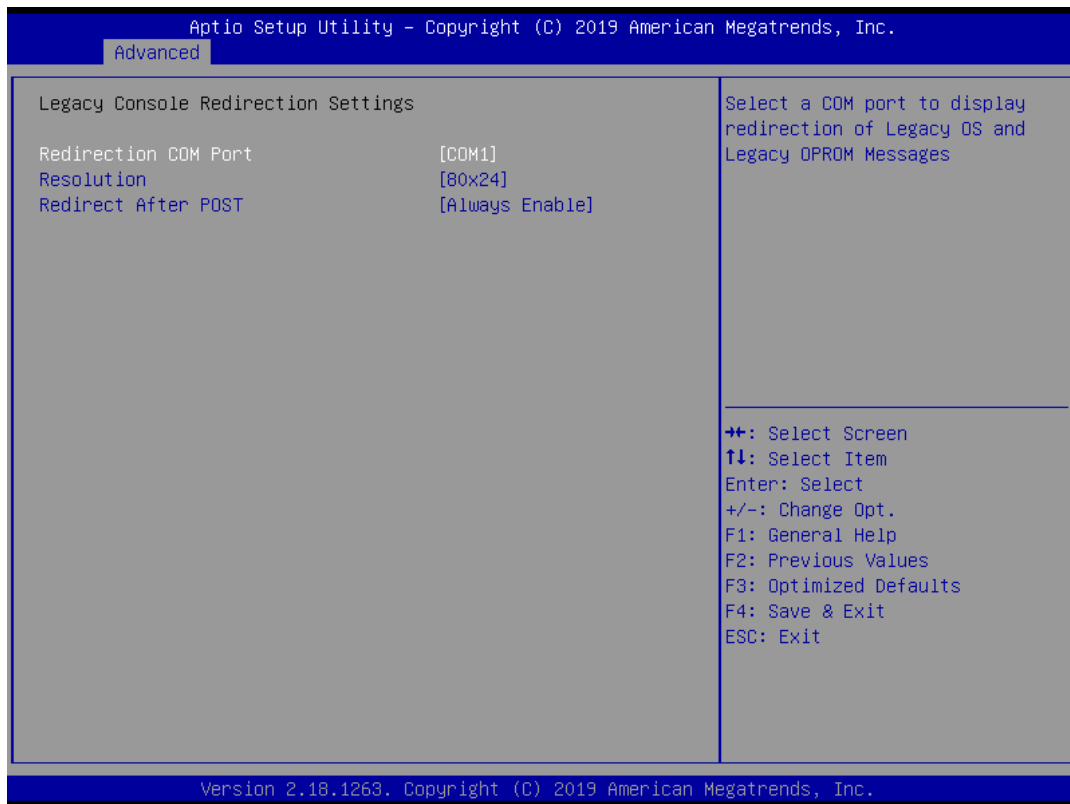 Aptio Setup Utility – Copyright (C) 2019 American Megatrends, Inc.
Advanced
Legacy Console Redirection Settings
Redirection COM Port [COM1]
Resolution [80x24]
Redirect After POST [Always Enable]
Select a COM port to display
redirection of Legacy OS and
Legacy OPROM Messages
→←: Select Screen
↑↓: Select Item
Enter: Select
+/-: Change Opt.
F1: General Help
F2: Previous Values
F3: Optimized Defaults
F4: Save & Exit
ESC: Exit
Version 2.18.1263. Copyright (C) 2019 American Megatrends, Inc.